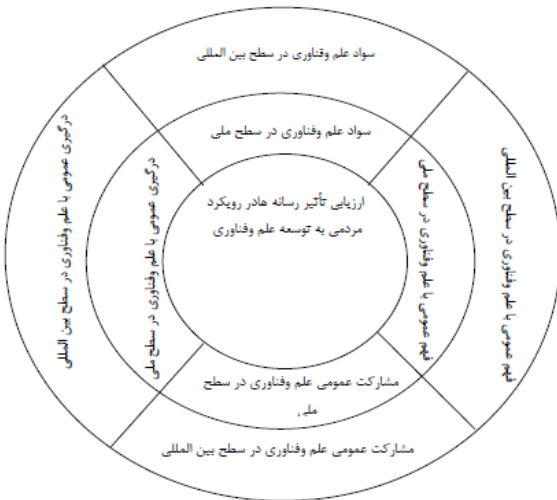 سواد علم وفناوری در سطح بین المللی
سواد علم وفناوری در سطح ملی
فهم عمومی با علم وفناوری در سطح بین المللی
فهم عمومی با علم وفناوری در سطح ملی
ارزیابی تأثیر رسانه هادر رویکرد
مردمی به توسعه علم وفناوری
درگیری عمومی با علم وفناوری در سطح ملی
درگیری عمومی با علم وفناوری در سطح بین المللی
مشارکت عمومی علم وفناوری در سطح
ملی
مشارکت عمومی علم وفناوری در سطح بین المللی